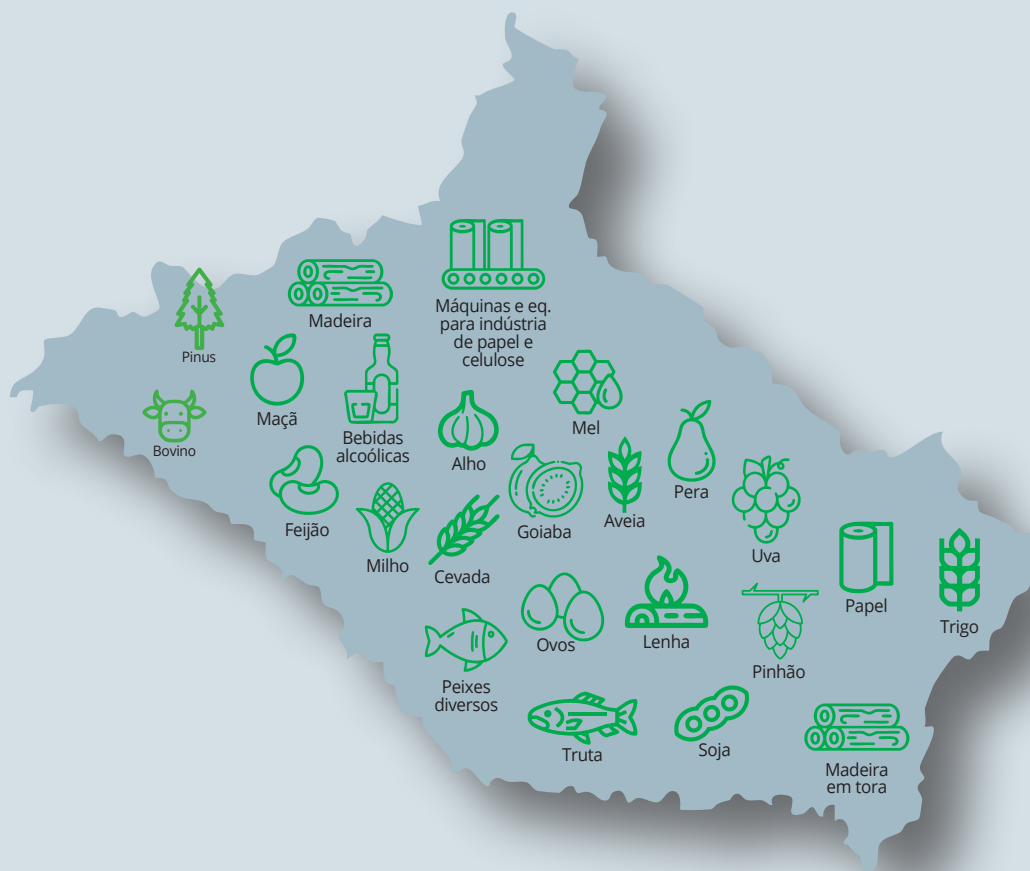 Pinus
Madeira
Máquinas e eq.
para indústria
de papel e
celulose
Bovino
Maçã
Bebidas
alcoólicas
Alho
Mel
Pera
Feijão
Milho
Cevada
Goiaba
Aveia
Uva
Papel
Trigo
Peixes
diversos
Ovos
Lenha
Pinhão
Truta
Soja
Madeira
em tora